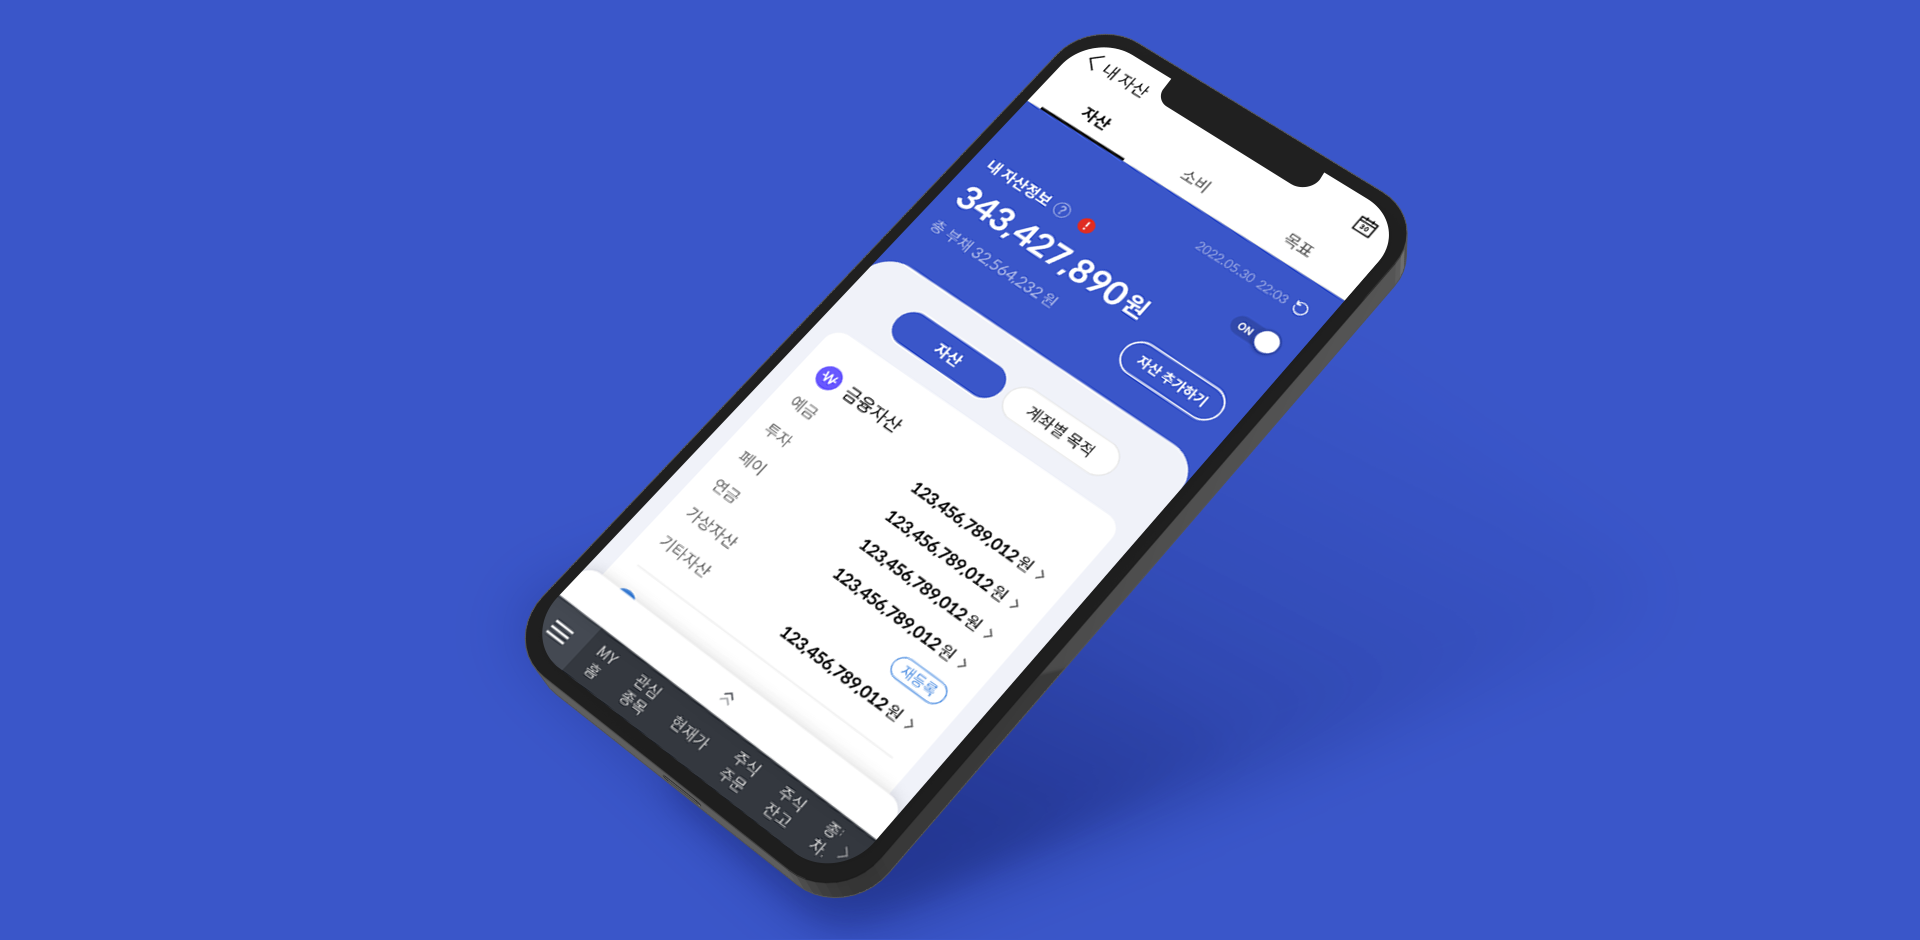 내 자산
자산
소비
목표
30
내 자산정보 ?
!
2022.05.30 22:03
343,427,890원
ON
총 부채 32,564,232 원
자산 추가하기
자산
계좌별 목적
금융자산
예금 123,456,789,012 원
투자 123,456,789,012 원
페이 123,456,789,012 원
연금 123,456,789,012 원
가상자산 재등록
기타자산 123,456,789,012 원
MY
홈
관심
종목
현재가
주식
주문
주식
잔고